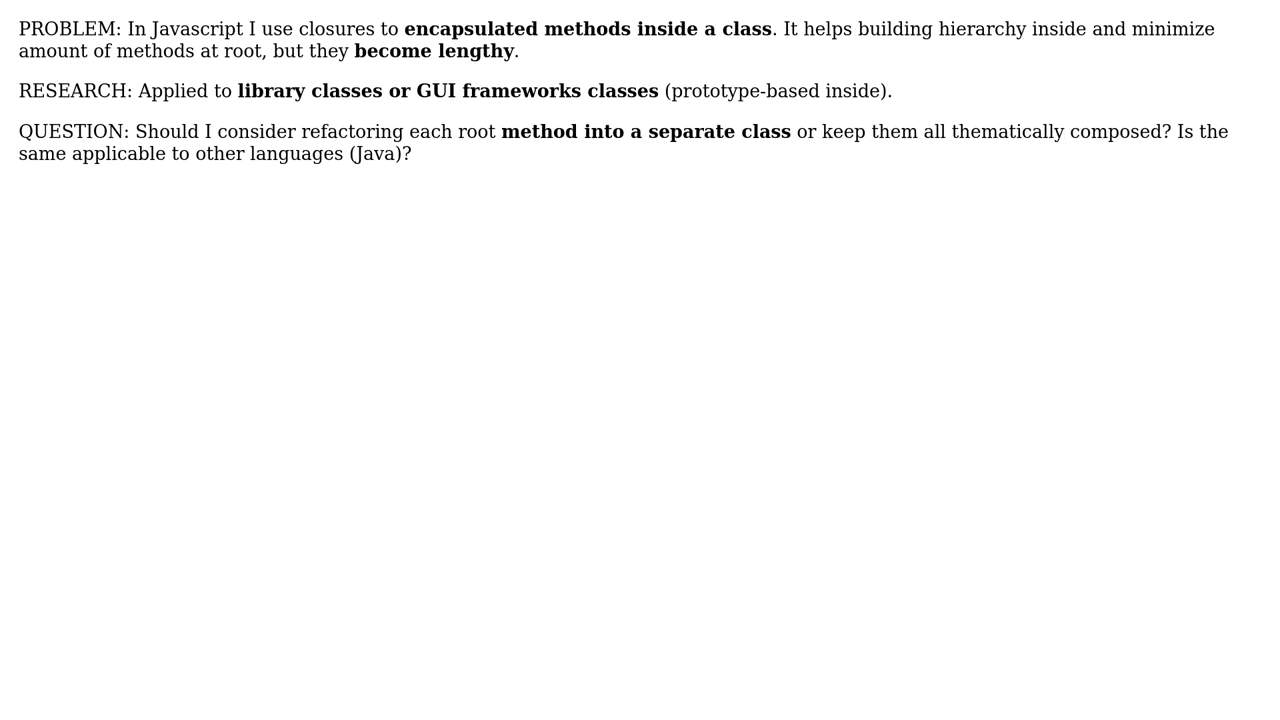 PROBLEM: In Javascript I use closures to encapsulated methods inside a class. It helps building hierarchy inside and minimize
amount of methods at root, but they become lengthy.
RESEARCH: Applied to library classes or GUI frameworks classes (prototype-based inside).
QUESTION: Should I consider refactoring each root method into a separate class or keep them all thematically composed? Is the
same applicable to other languages (Java)?